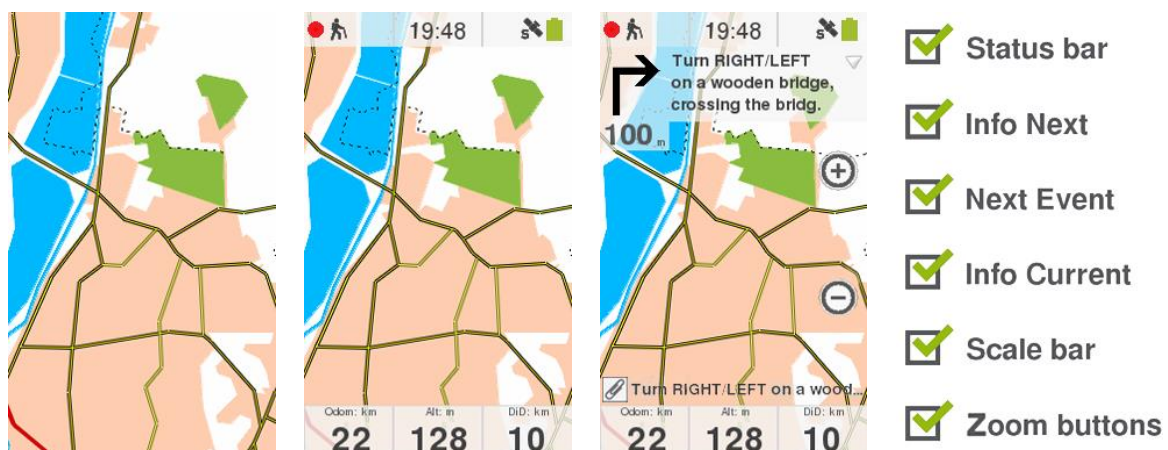 19:48
S
Odom: km
Alt: m
DiD: km
22
128
10
19:48
S
Turn RIGHT/LEFT
on a wooden bridge,
crossing the bridg.
100 m
Turn RIGHT/LEFT on a wood...
Odom: km
Alt: m
DiD: km
22
128
10
Status bar
Info Next
Next Event
Info Current
Scale bar
Zoom buttons